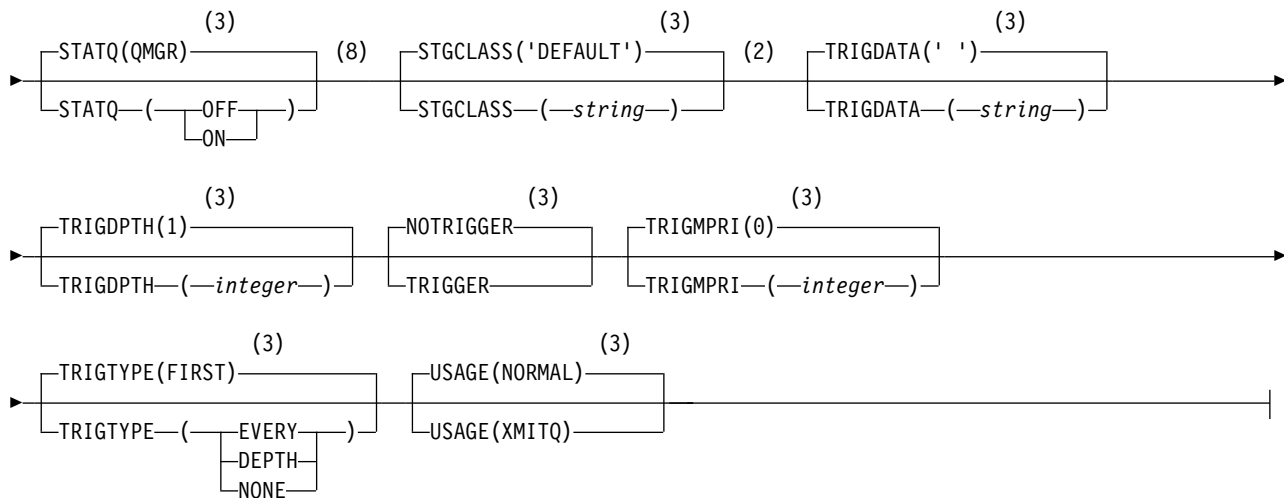 (3) (3) (3)
STATQ(QMGR) (8) STGCLASS('DEFAULT') (2) TRIGDATA(' ')
STATQ ( OFF ) STGCLASS ( string ) TRIGDATA ( string )
ON
(3) (3) (3)
TRIGDPTH(1) NOTRIGGER TRIGMPRI(0)
TRIGDPTH ( integer ) TRIGGER TRIGMPRI ( integer )
(3) (3)
TRIGTYPE(FIRST) USAGE(NORMAL)
TRIGTYPE ( EVERY ) USAGE(XMITQ)
DEPTH
NONE